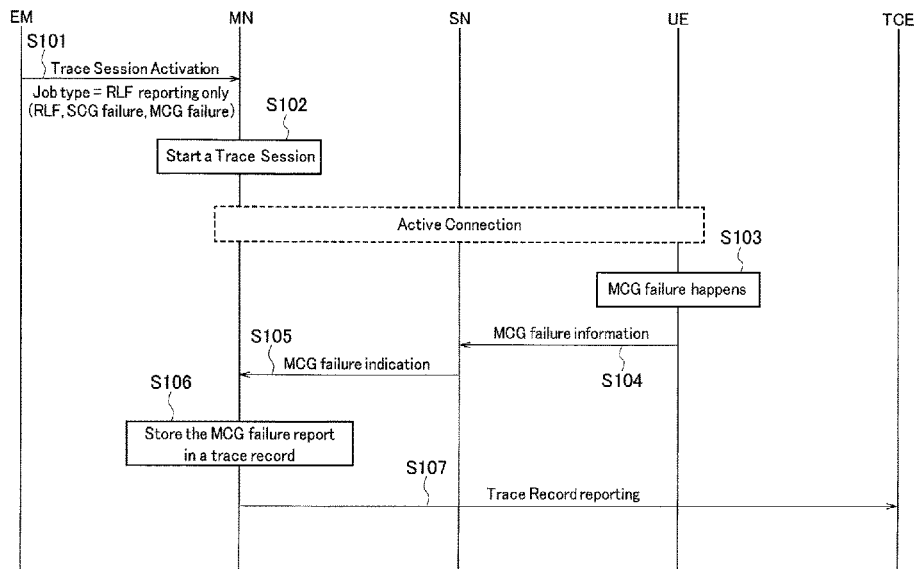 EM MN SN UE TCE
S101
Trace Session Activation
Job type = RLF reporting only
(RLF, SCG failure, MCG failure)
S102
Start a Trace Session
Active Connection
S103
MCG failure happens
MCG failure information
S104
S105
MCG failure indication
S106
Store the MCG failure report
in a trace record
S107
Trace Record reporting